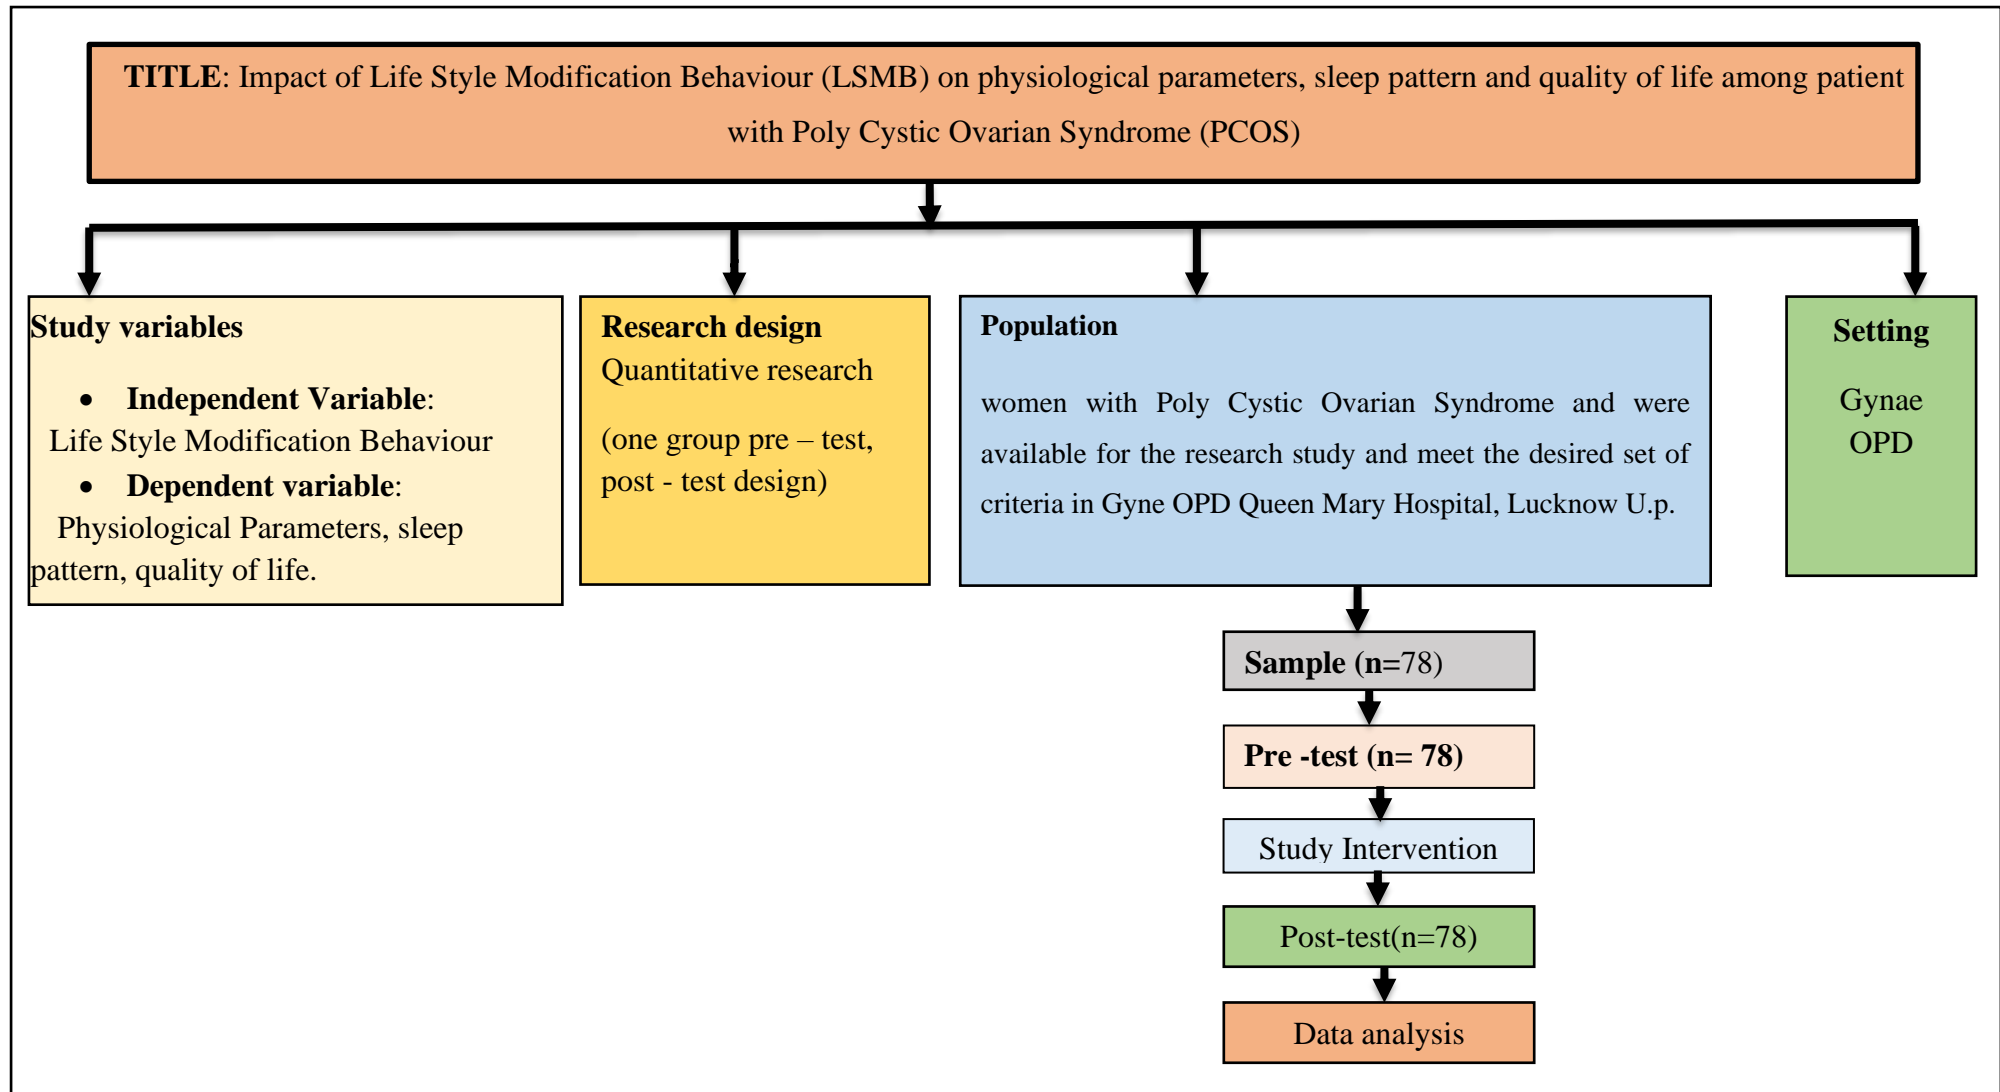 TITLE: Impact of Life Style Modification Behaviour (LSMB) on physiological parameters, sleep pattern and quality of life among patient
with Poly Cystic Ovarian Syndrome (PCOS)
Study variables
• Independent Variable:
Life Style Modification Behaviour
• Dependent variable:
Physiological Parameters, sleep
pattern, quality of life.
Research design
Quantitative research
(one group pre – test,
post - test design)
Population
women with Poly Cystic Ovarian Syndrome and were
available for the research study and meet the desired set of
criteria in Gyne OPD Queen Mary Hospital, Lucknow U.p.
Setting
Gynae
OPD
Sample (n=78)
Pre -test (n= 78)
Study Intervention
Post-test(n=78)
Data analysis